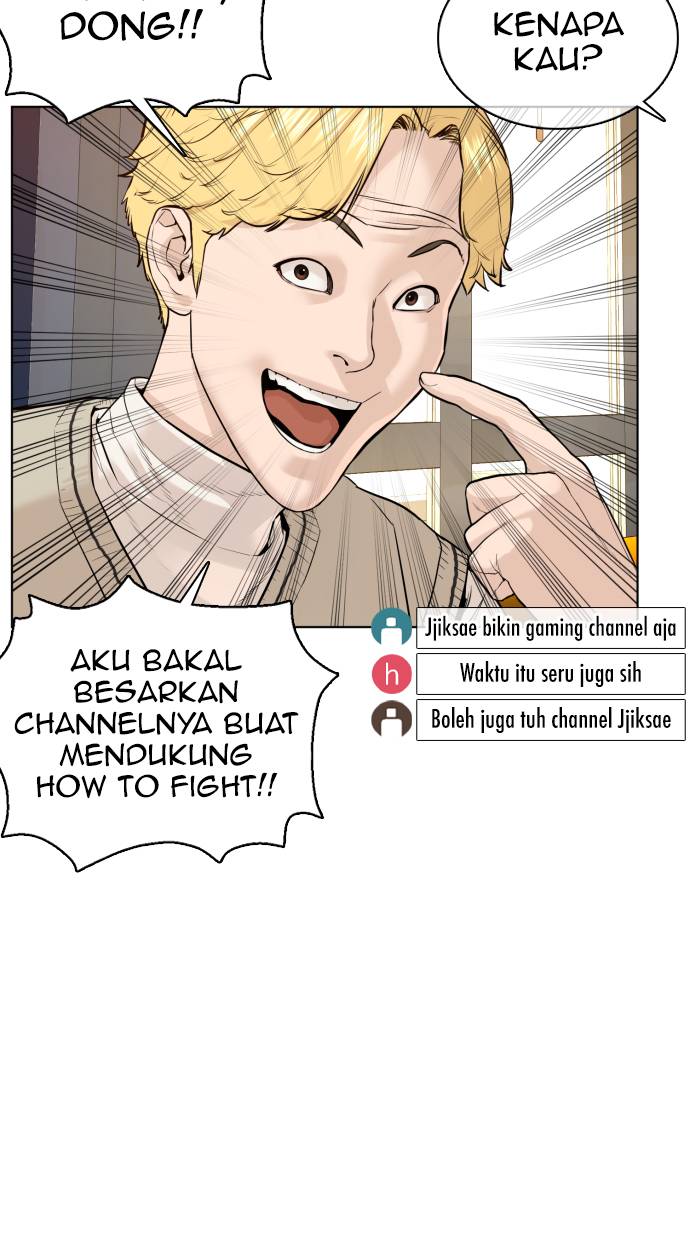 DONG!!
KENAPA
KAU?
Jjiksae bikin gaming channel aja
h
Waktu itu seru juga sih
Boleh juga tuh channel Jjiksae
AKU BAKAL
BESARKAN
CHANNELNYA BUAT
MENDUKUNG
HOW TO FIGHT!!